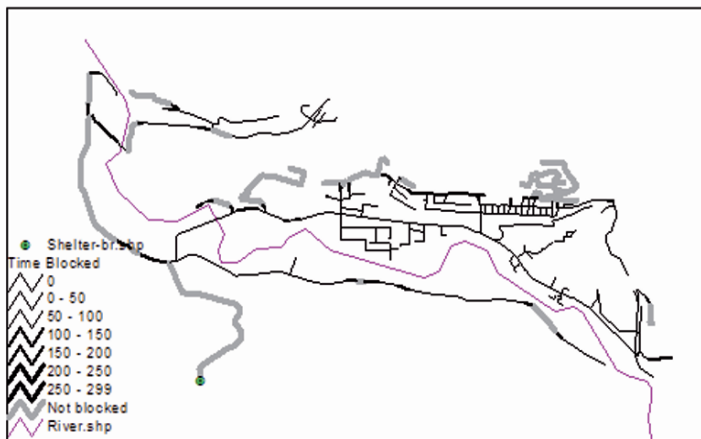 Shelter-br.shp
Time Blocked
0
0 - 50
50 - 100
100 - 150
150 - 200
200 - 250
250 - 299
Not blocked
River.shp